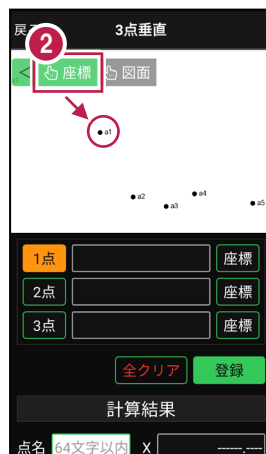 戻 3点垂直
2
< 座標 図面
a1
a2 a4
a3 a5
1点 座標
2点 座標
3点 座標
全クリア 登録
計算結果
点名 64文字以内 X ------.----